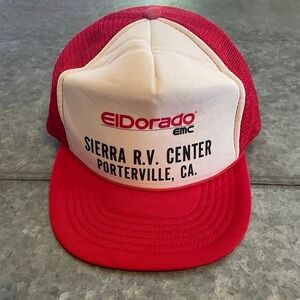 ElDorado
EMC
SIERRA R.V. CENTER
PORTERVILLE, CA.